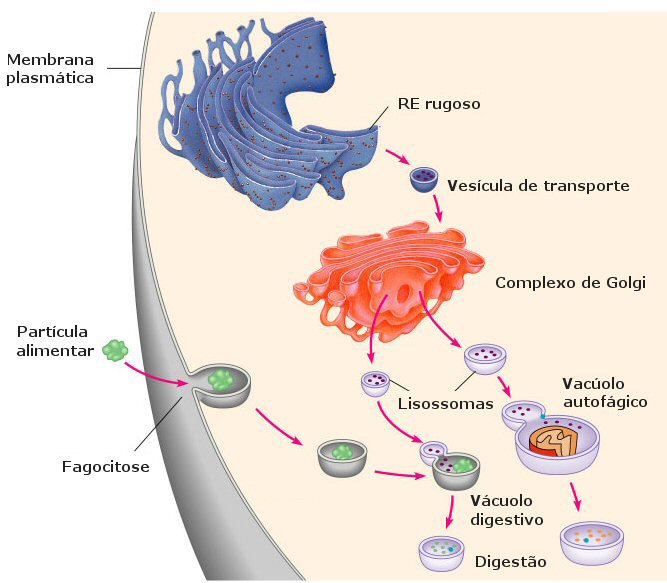 Membrana
plasmática
RE rugoso
Vesícula de transporte
Complexo de Golgi
Partícula
alimentar
Lisossomas
Vacúolo
autofágico
Fagocitose
Vácuolo
digestivo
Digestão